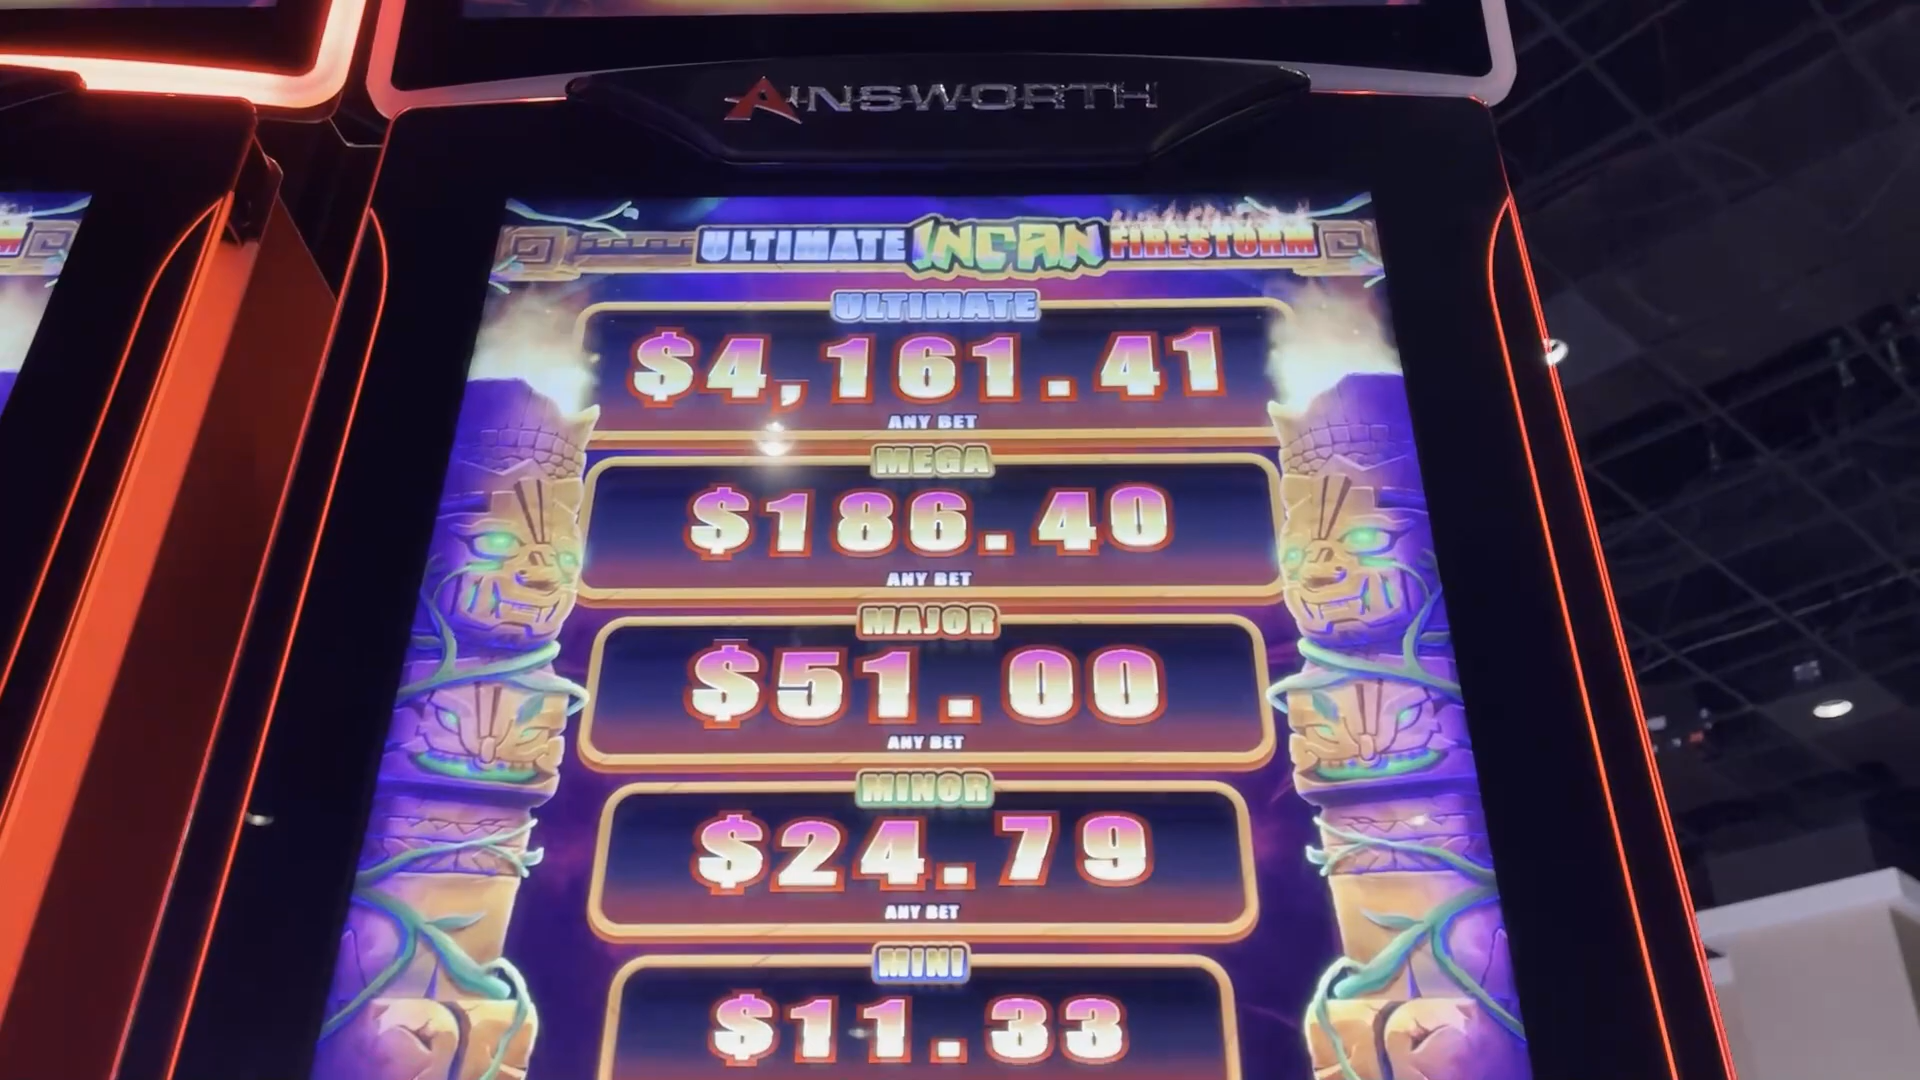 AINSWORTH
ULTIMATE INCAN FIRESTORM
ULTIMATE
$4,161.41
ANY BET
MEGA
$186.40
ANY BET
MAJOR
$51.00
ANY BET
MINOR
$24.79
ANY BET
MINI
$11.33